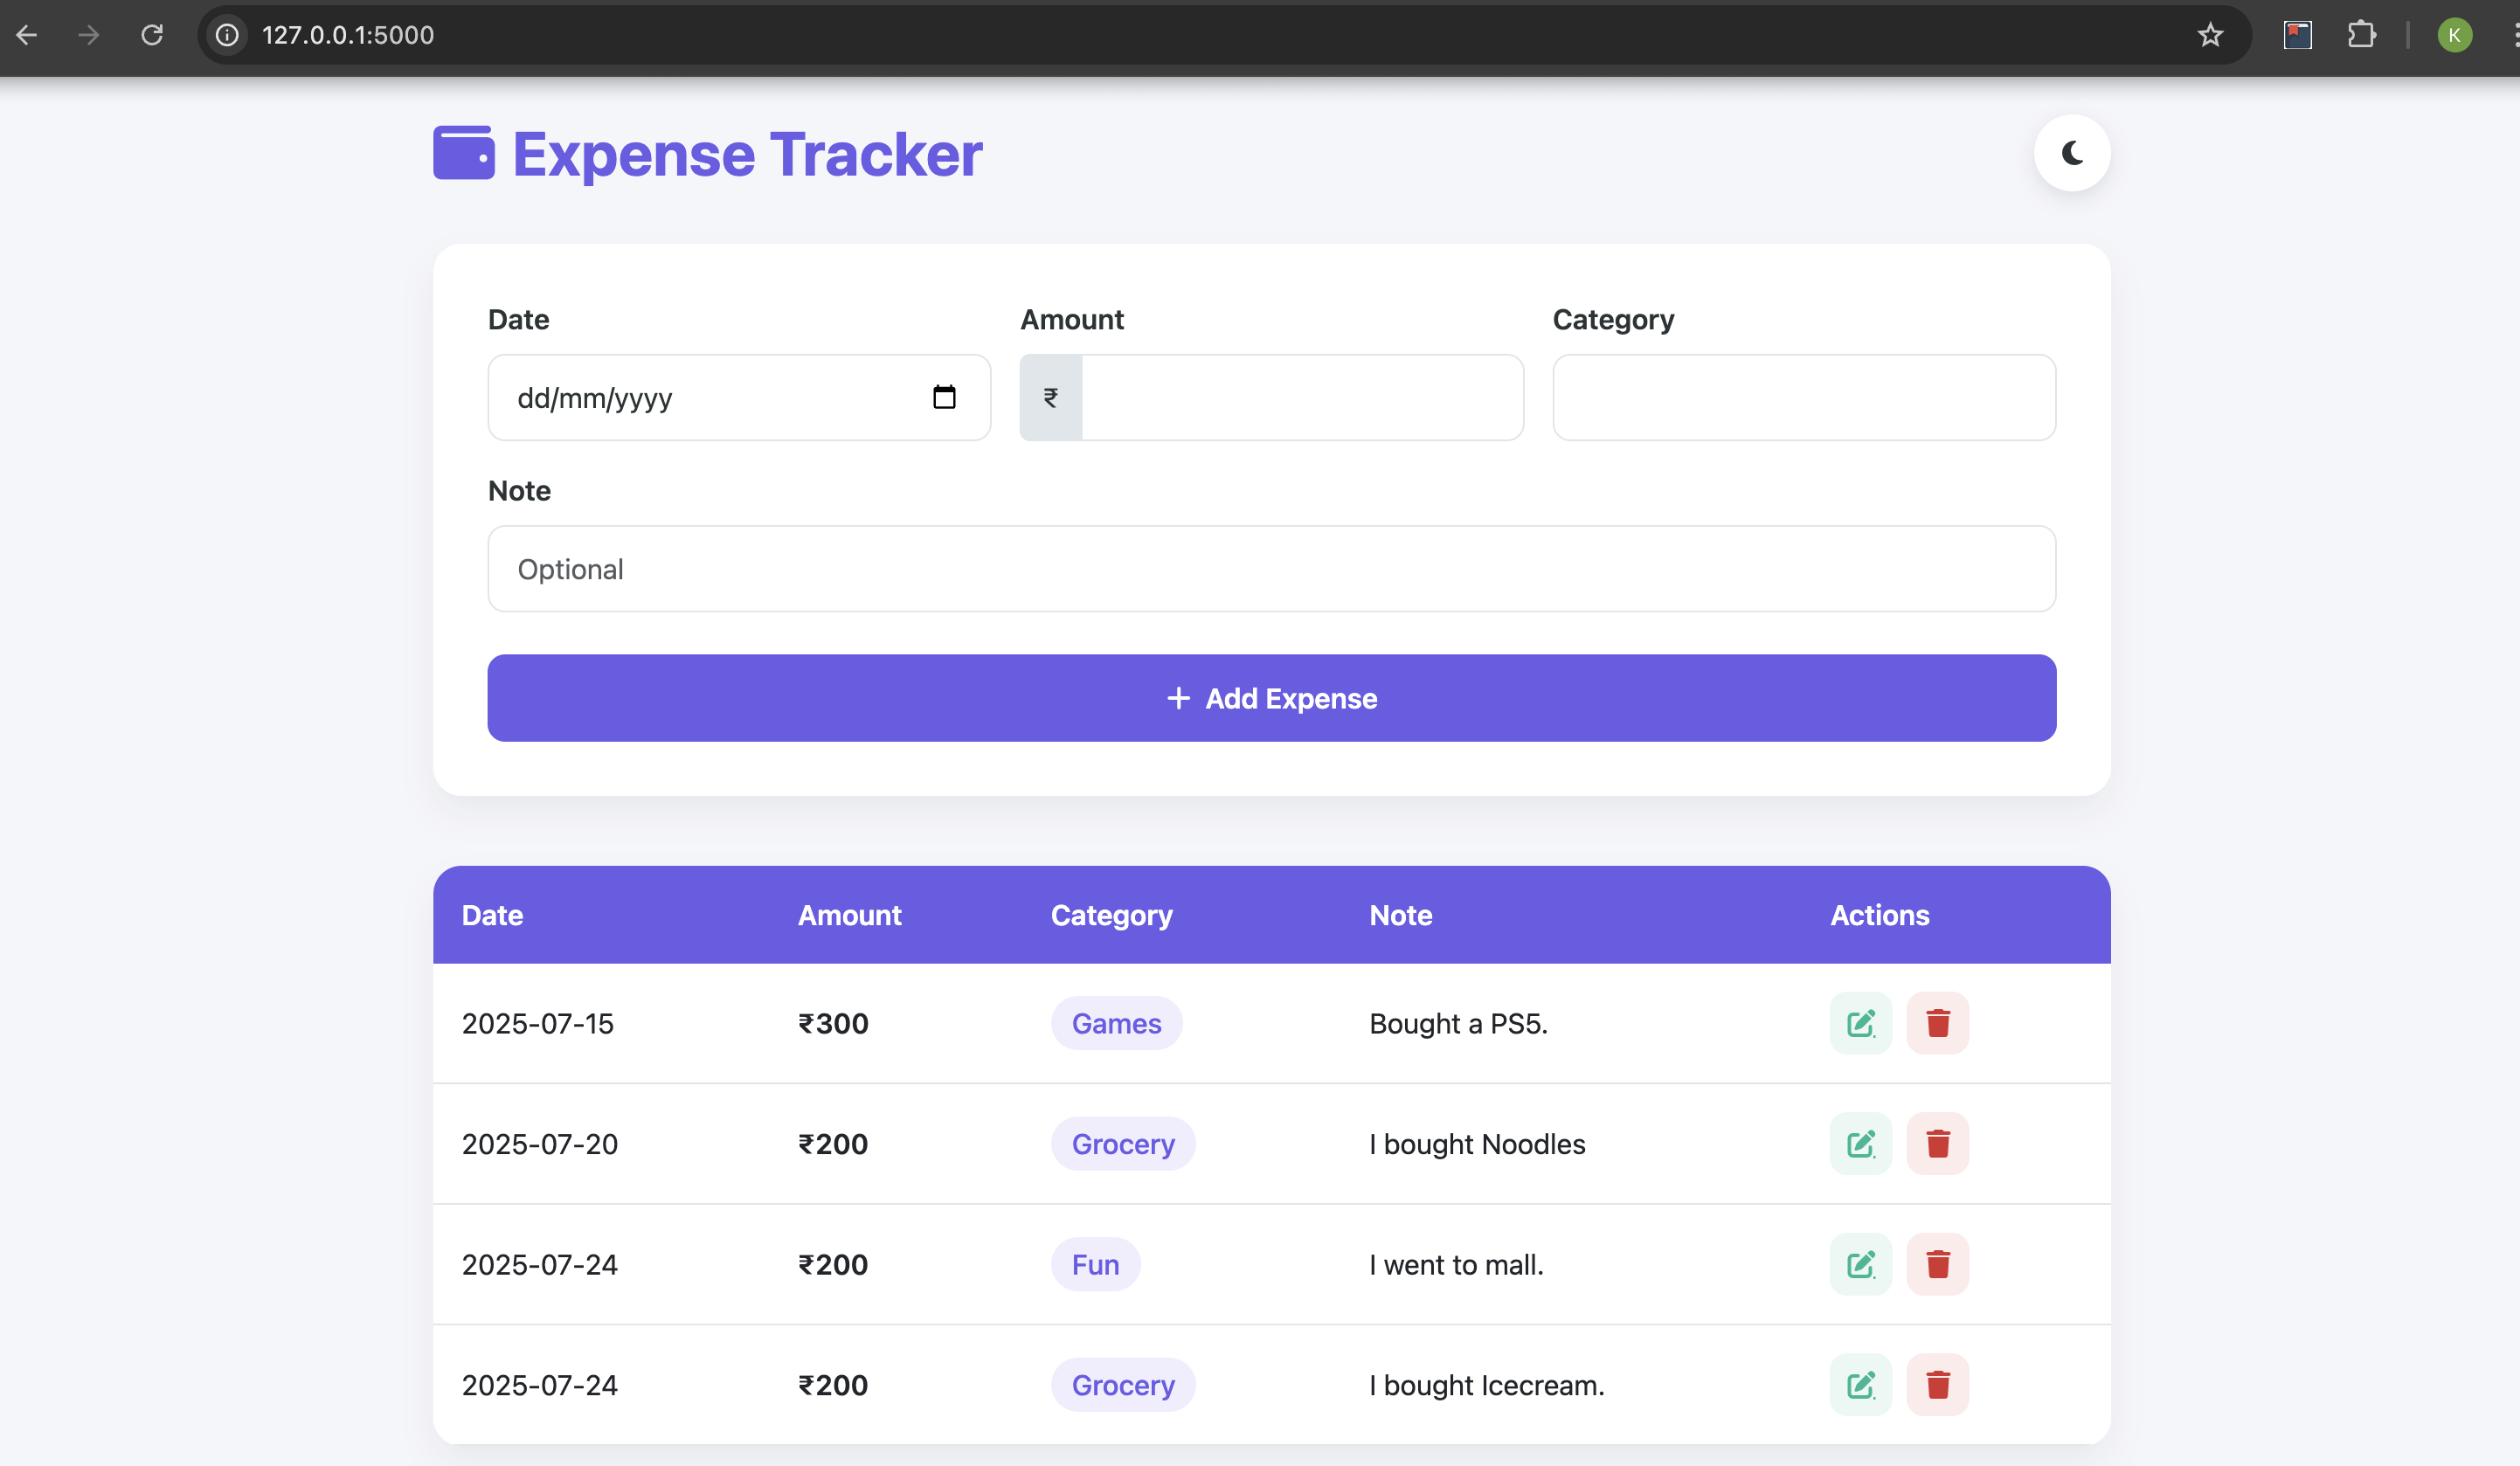 127.0.0.1:5000
K
Expense Tracker
Date Amount Category
dd/mm/yyyy ₹
Note
Optional
+ Add Expense
Date Amount Category Note Actions
2025-07-15 ₹300 Games Bought a PS5.
2025-07-20 ₹200 Grocery I bought Noodles
2025-07-24 ₹200 Fun I went to mall.
2025-07-24 ₹200 Grocery I bought Icecream.